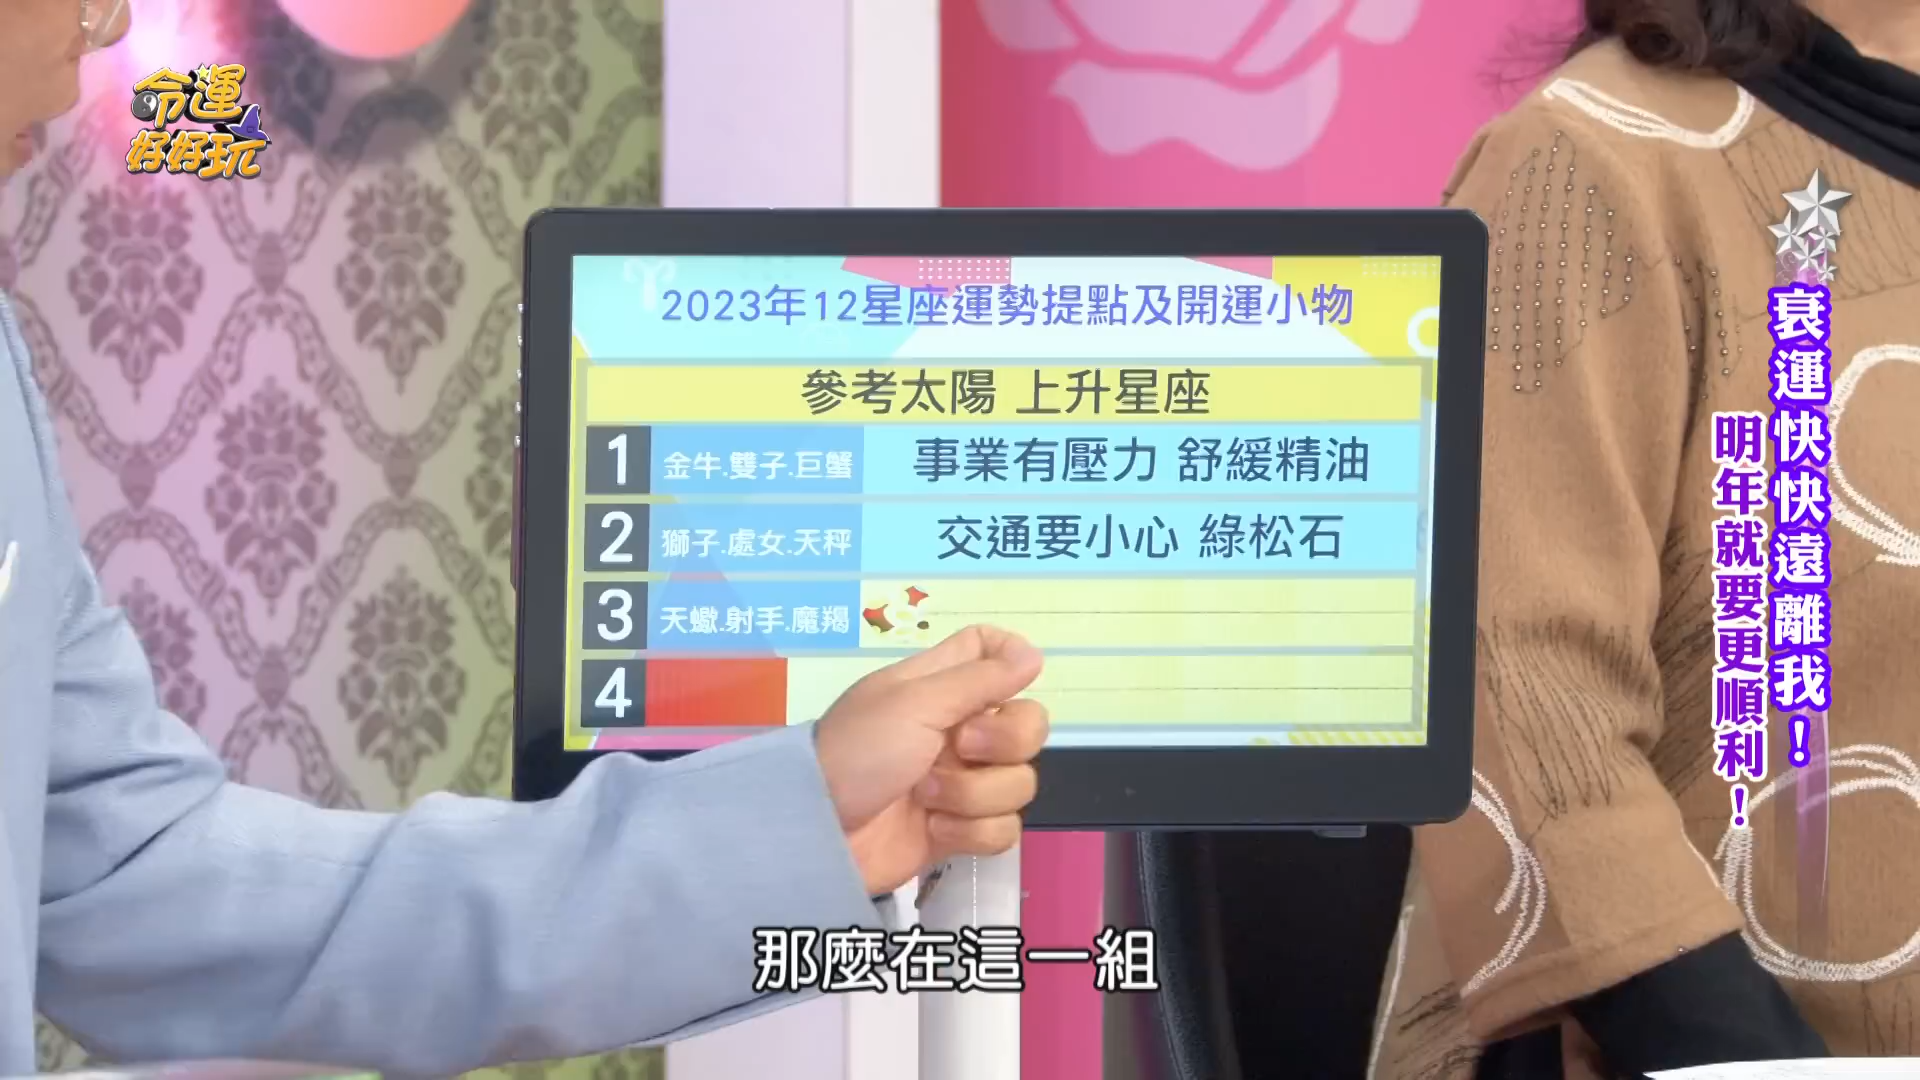 命運
好好玩
2023年12星座運勢提點及開運小物
參考太陽 上升星座
1 金牛.雙子.巨蟹 事業有壓力 舒緩精油
2 獅子.處女.天秤 交通要小心 綠松石
3 天蠍.射手.魔羯
4
衰運快快遠離我！
明年就要更順利！
那麼在這一組